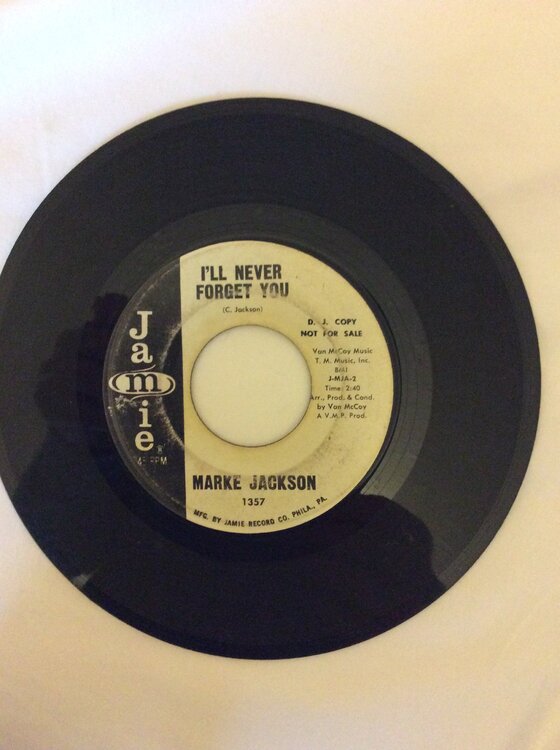 I'LL NEVER
FORGET YOU
(C. Jackson)
D. J. COPY
NOT FOR SALE
Van McCoy Music
T. M. Music, Inc.
BMI
J-MJA-2
Time: 2:40
Arr., Prod. & Cond.
by Van McCoy
A V.M.P. Prod.
Jamie
®
45 RPM
MARKE JACKSON
1357
MFG. BY JAMIE RECORD CO. PHILA., PA.